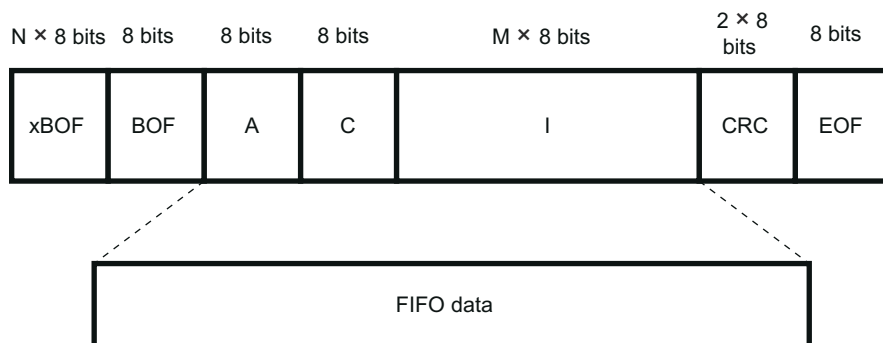 N × 8 bits 8 bits 8 bits 8 bits M × 8 bits 2 × 8 bits 8 bits
xBOF BOF A C I CRC EOF
FIFO data